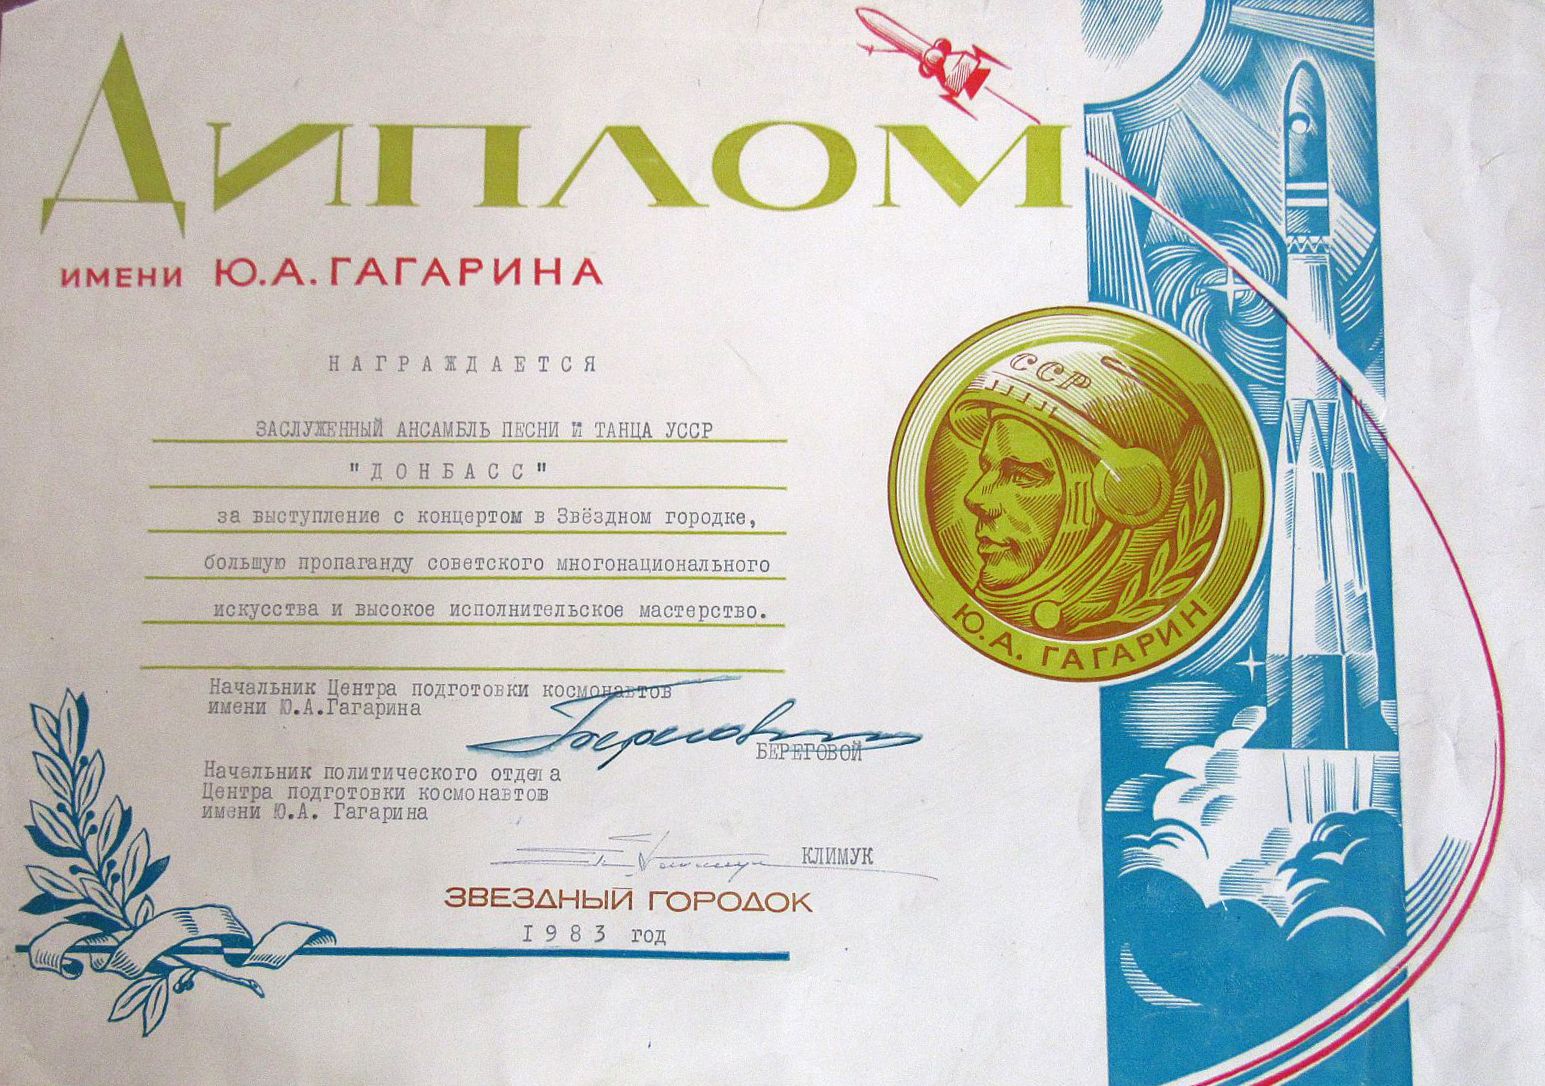 ДИПЛОМ
ИМЕНИ Ю.А.ГАГАРИНА
НАГРАЖДАЕТСЯ
ЗАСЛУЖЕННЫЙ АНСАМБЛЬ ПЕСНИ И ТАНЦА УССР
"ДОНБАСС"
за выступление с концертом в Звёздном городке,
большую пропаганду советского многонационального
искусства и высокое исполнительское мастерство.
СССР
Ю.А. ГАГАРИН
Начальник Центра подготовки космонавтов
имени Ю.А.Гагарина
Береговой
БЕРЕГОВОЙ
Начальник политического отдела
Центра подготовки космонавтов
имени Ю.А. Гагарина
КЛИМУК
ЗВЕЗДНЫЙ ГОРОДОК
1983 год